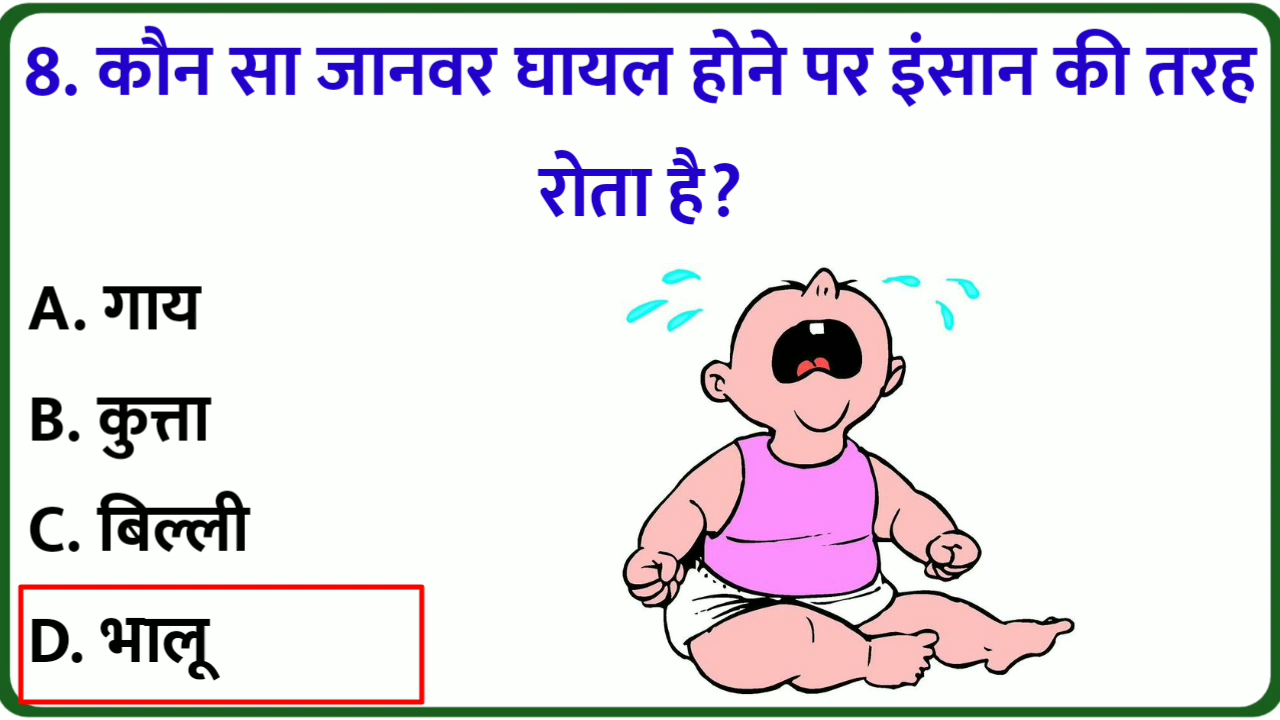 8. कौन सा जानवर घायल होने पर इंसान की तरह
रोता है?
A. गाय
B. कुत्ता
C. बिल्ली
D. भालू